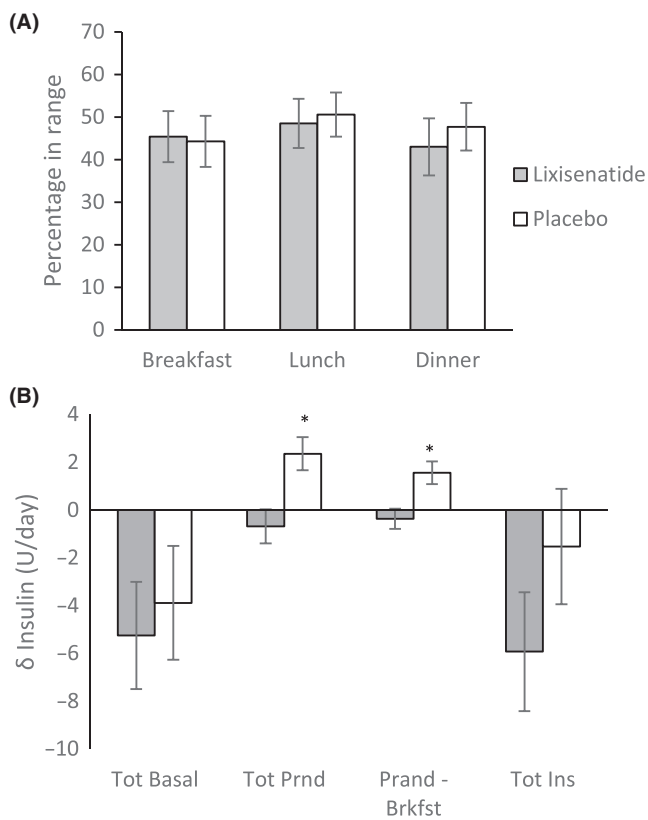 (A)
70
60
50
40
30
20
10
0
Percentage in range
Breakfast Lunch Dinner
Lixisenatide
Placebo
(B)
4
2
0
−2
−4
−6
−8
−10
δ Insulin (U/day)
* *
Tot Basal Tot Prnd Prand - Tot Ins
Brkfst